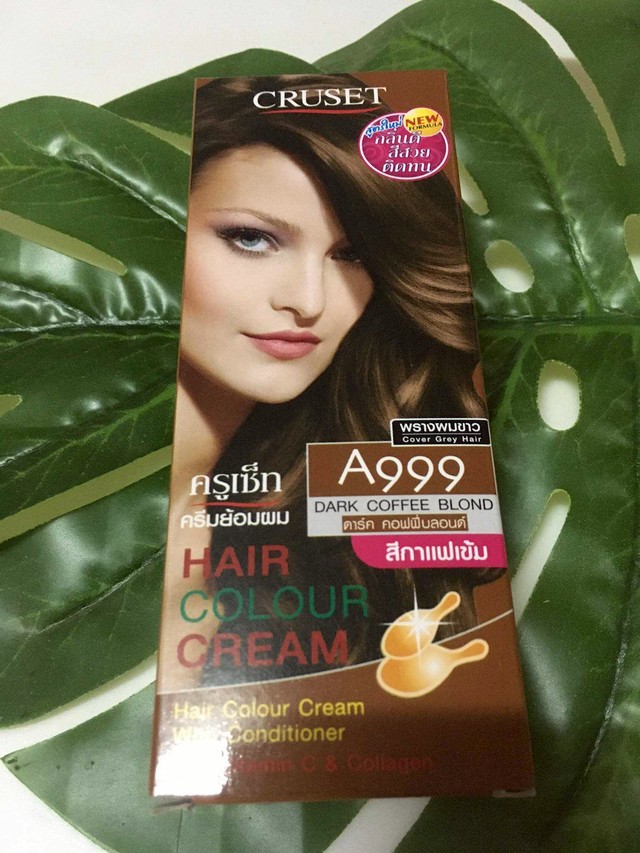 CRUSET
สูตรใหม่ NEW
FORMULA
กลิ่นดี
สีสวย
ติดทน
พรางผมขาว
Cover Grey Hair
A999
DARK COFFEE BLOND
ดาร์ค คอฟฟี่บลอนด์
สีกาแฟเข้ม
ครูเซ็ท
ครีมย้อมผม
HAIR
COLOUR
CREAM
Hair Colour Cream
With Conditioner
C & Collagen